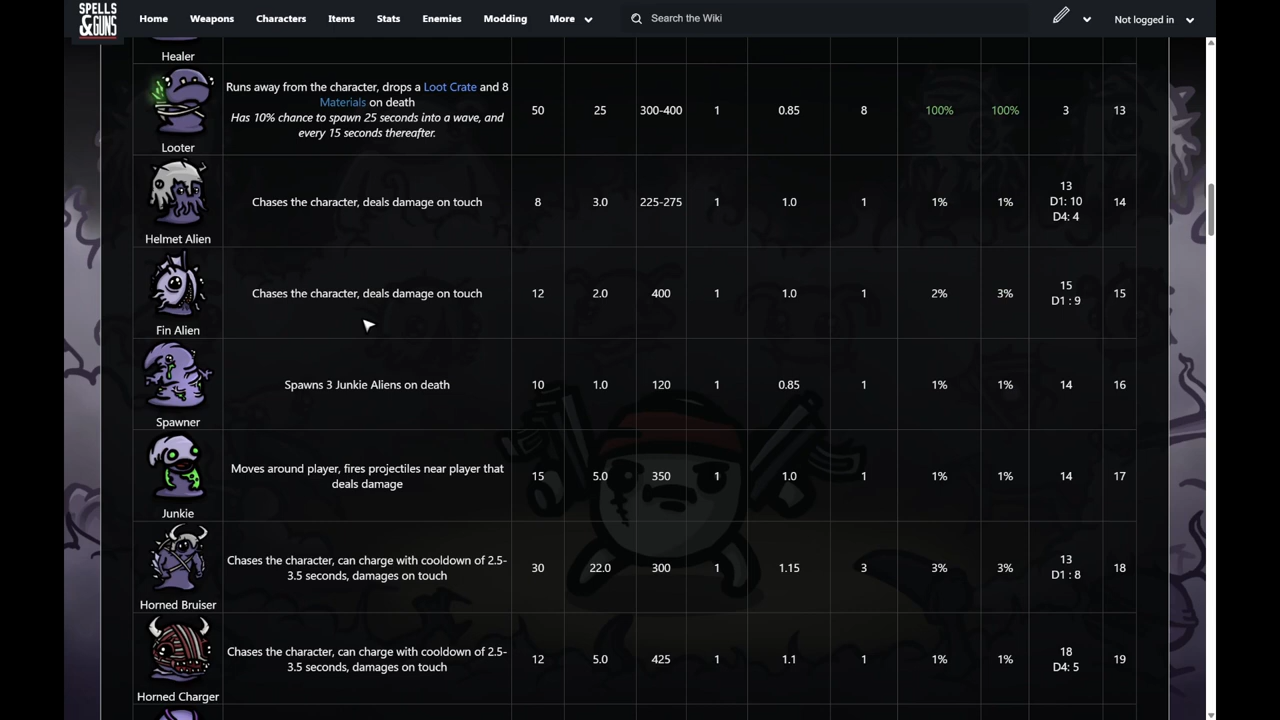 SPELLS
&GUNS
Home Weapons Characters Items Stats Enemies Modding More Search the Wiki Not logged in
Healer
Runs away from the character, drops a Loot Crate and 8
Materials on death
Has 10% chance to spawn 25 seconds into a wave, and
every 15 seconds thereafter.
50 25 300-400 1 0.85 8 100% 100% 3 13
Looter
Chases the character, deals damage on touch 8 3.0 225-275 1 1.0 1 1% 1% 13
D1: 10
D4: 4
14
Helmet Alien
Chases the character, deals damage on touch 12 2.0 400 1 1.0 1 2% 3% 15
D1 : 9
15
Fin Alien
Spawns 3 Junkie Aliens on death 10 1.0 120 1 0.85 1 1% 1% 14 16
Spawner
Moves around player, fires projectiles near player that
deals damage
15 5.0 350 1 1.0 1 1% 1% 14 17
Junkie
Chases the character, can charge with cooldown of 2.5-
3.5 seconds, damages on touch
30 22.0 300 1 1.15 3 3% 3% 13
D1 : 8
18
Horned Bruiser
Chases the character, can charge with cooldown of 2.5-
3.5 seconds, damages on touch
12 5.0 425 1 1.1 1 1% 1% 18
D4: 5
19
Horned Charger